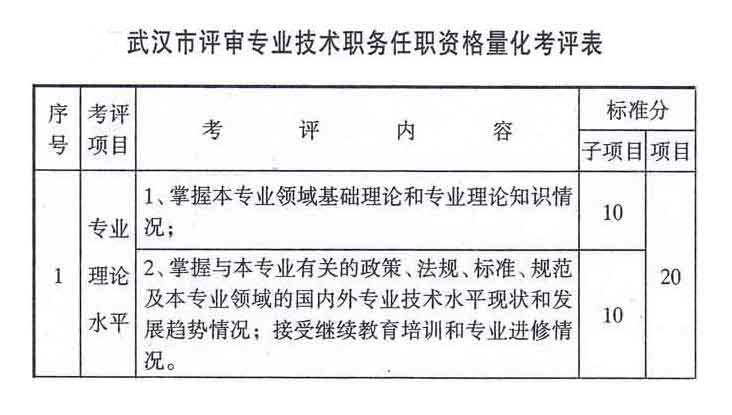 武汉市评审专业技术职务任职资格量化考评表
序号
考评项目
考评内容
标准分
子项目
项目
1
专业理论水平
1、掌握本专业领域基础理论和专业理论知识情
况；
10
20
2、掌握与本专业有关的政策、法规、标准、规范
及本专业领域的国内外专业技术水平现状和发
展趋势情况；接受继续教育培训和专业进修情
况。
10